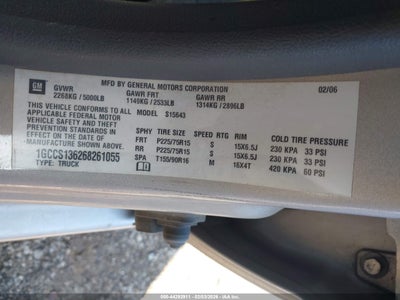 GM
MFD BY GENERAL MOTORS CORPORATION 02/06
GVWR GAWR FRT GAWR RR
2268KG / 5000LB 1149KG / 2533LB 1314KG / 2896LB
THIS VEHICLE CONFORMS TO ALL
APPLICABLE FEDERAL MOTOR
VEHICLE SAFETY, BUMPER, AND
THEFT PREVENTION STANDARDS
IN EFFECT ON THE DATE OF
MANUFACTURE SHOWN ABOVE.
MODEL S15643
SPHY TIRE SIZE SPEED RTG RIM COLD TIRE PRESSURE
FRT P225/75R15 S 15X6.5J 230 KPA / 33 PSI
RR P225/75R15 S 15X6.5J 230 KPA / 33 PSI
SPA T155/90R16 M 16X4T 420 KPA / 60 PSI
1GCCS136268261055
TYPE: TRUCK